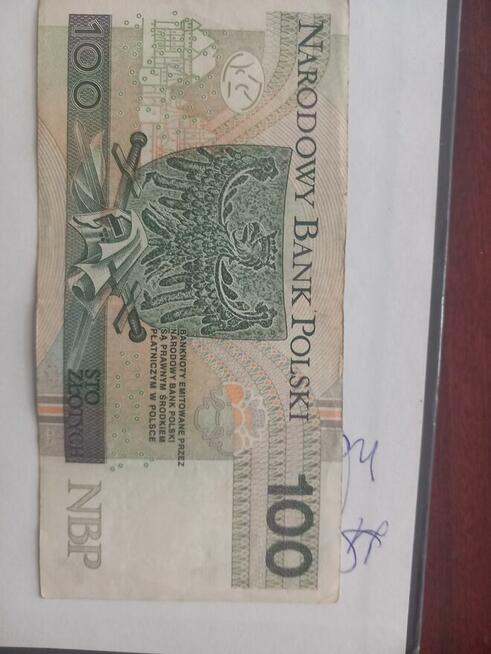 NARODOWY BANK POLSKI
100
BANKNOTY EMITOWANE PRZEZ
NARODOWY BANK POLSKI
SĄ PRAWNYM ŚRODKIEM
PŁATNICZYM W POLSCE
100
STO
ZŁOTYCH
NBP